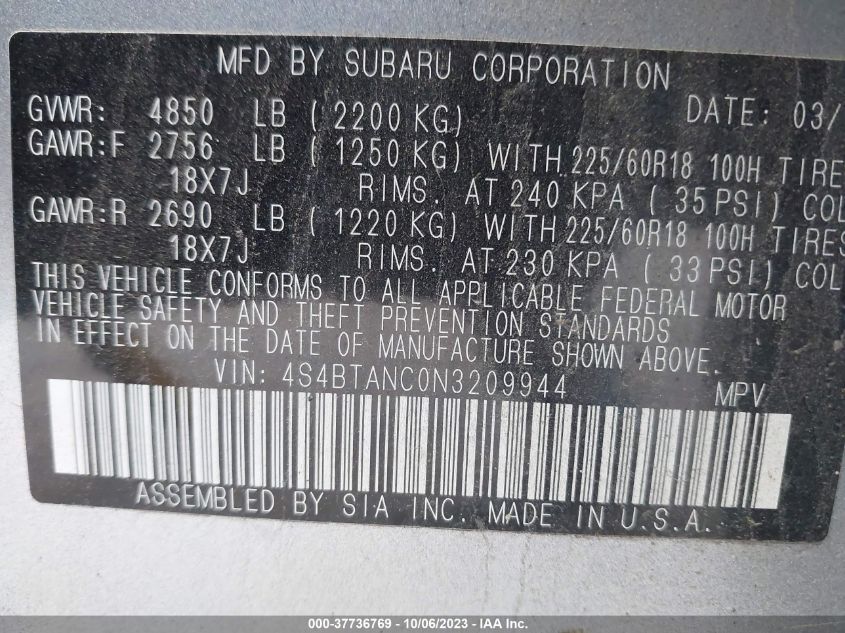 MFD BY SUBARU CORPORATION
GVWR: 4850 LB ( 2200 KG) DATE: 03/
GAWR:F 2756 LB ( 1250 KG) WITH 225/60R18 100H TIRE
18X7J RIMS. AT 240 KPA ( 35 PSI) COL
GAWR:R 2690 LB ( 1220 KG) WITH 225/60R18 100H TIRES
18X7J RIMS. AT 230 KPA ( 33 PSI) COL
THIS VEHICLE CONFORMS TO ALL APPLICABLE FEDERAL MOTOR
VEHICLE SAFETY AND THEFT PREVENTION STANDARDS
IN EFFECT ON THE DATE OF MANUFACTURE SHOWN ABOVE.
VIN: 4S4BTANC0N3209944 MPV
ASSEMBLED BY SIA INC. MADE IN U.S.A.
000-37736769 - 10/06/2023 - IAA Inc.